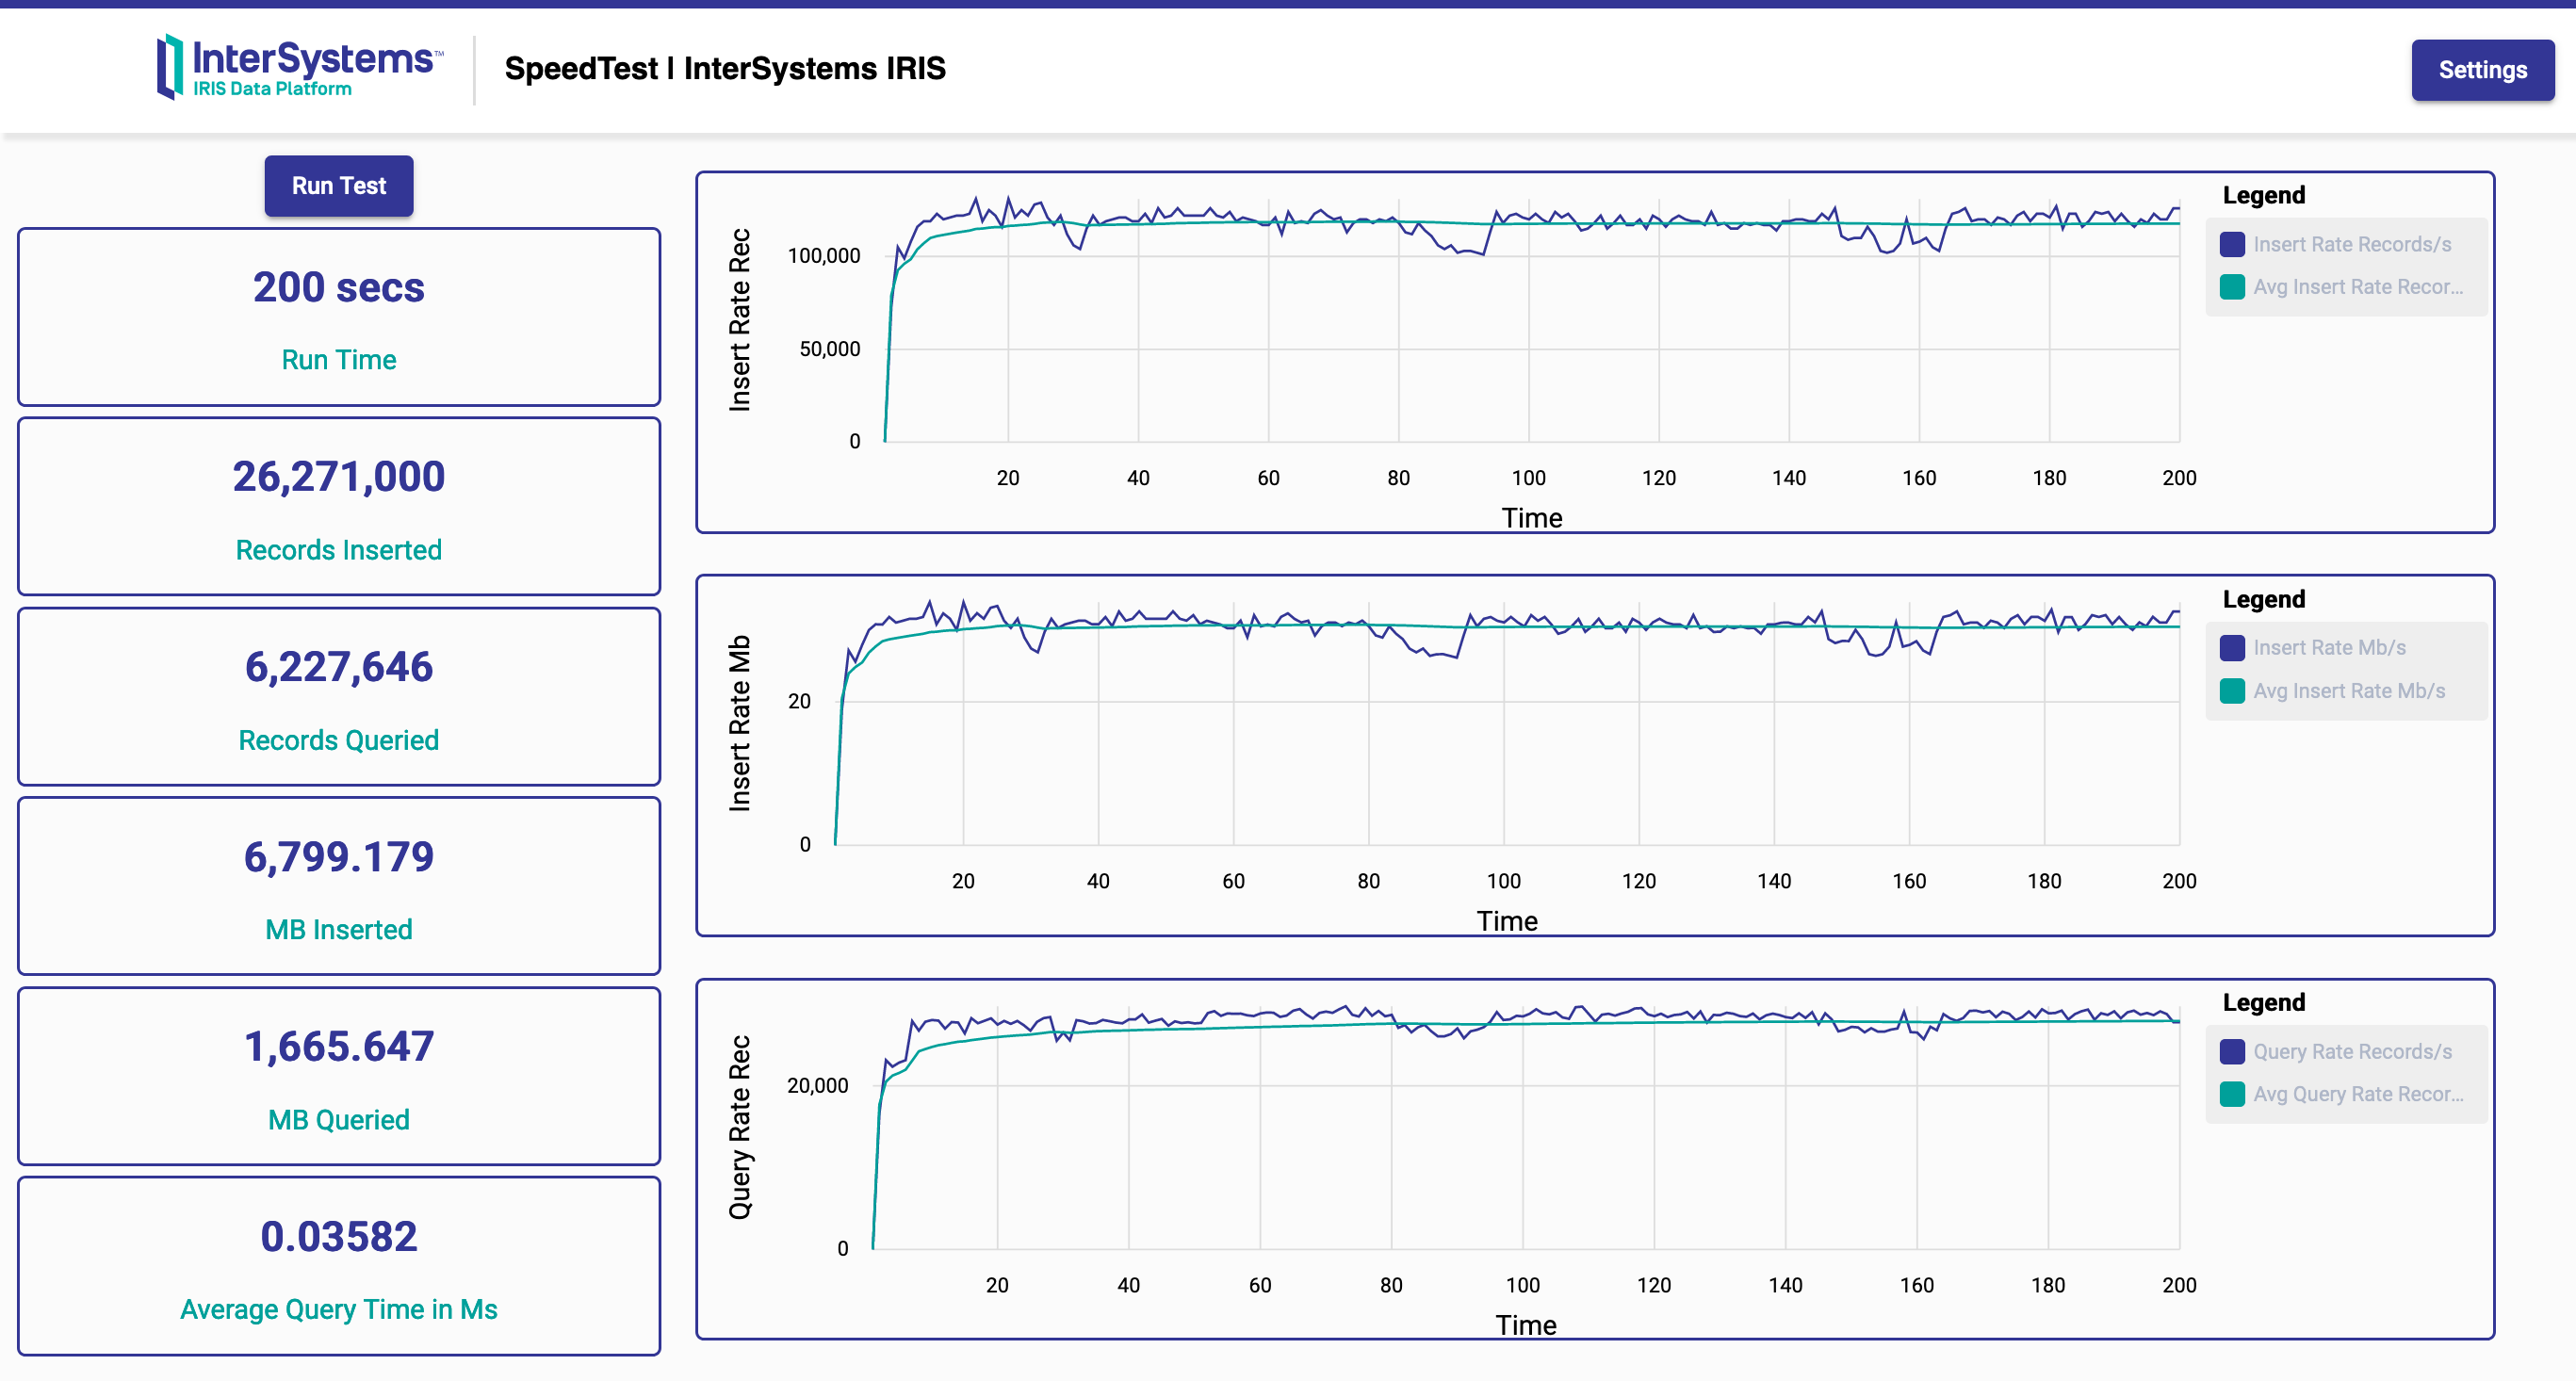 InterSystems™
IRIS Data Platform
SpeedTest | InterSystems IRIS
Settings
Run Test
200 secs
Run Time
26,271,000
Records Inserted
6,227,646
Records Queried
6,799.179
MB Inserted
1,665.647
MB Queried
0.03582
Average Query Time in Ms
Insert Rate Rec
100,000
50,000
0
20 40 60 80 100 120 140 160 180 200
Time
Legend
Insert Rate Records/s
Avg Insert Rate Recor...
Insert Rate Mb
20
0
20 40 60 80 100 120 140 160 180 200
Time
Legend
Insert Rate Mb/s
Avg Insert Rate Mb/s
Query Rate Rec
20,000
0
20 40 60 80 100 120 140 160 180 200
Time
Legend
Query Rate Records/s
Avg Query Rate Recor...